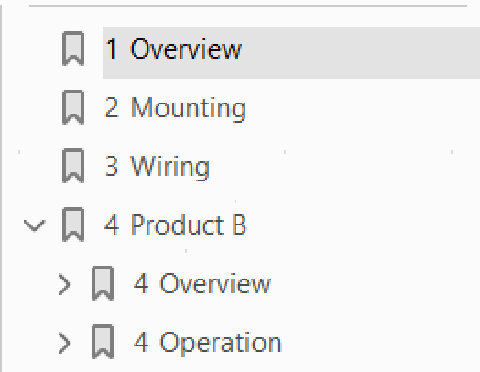 1 Overview
2 Mounting
3 Wiring
4 Product B
4 Overview
4 Operation